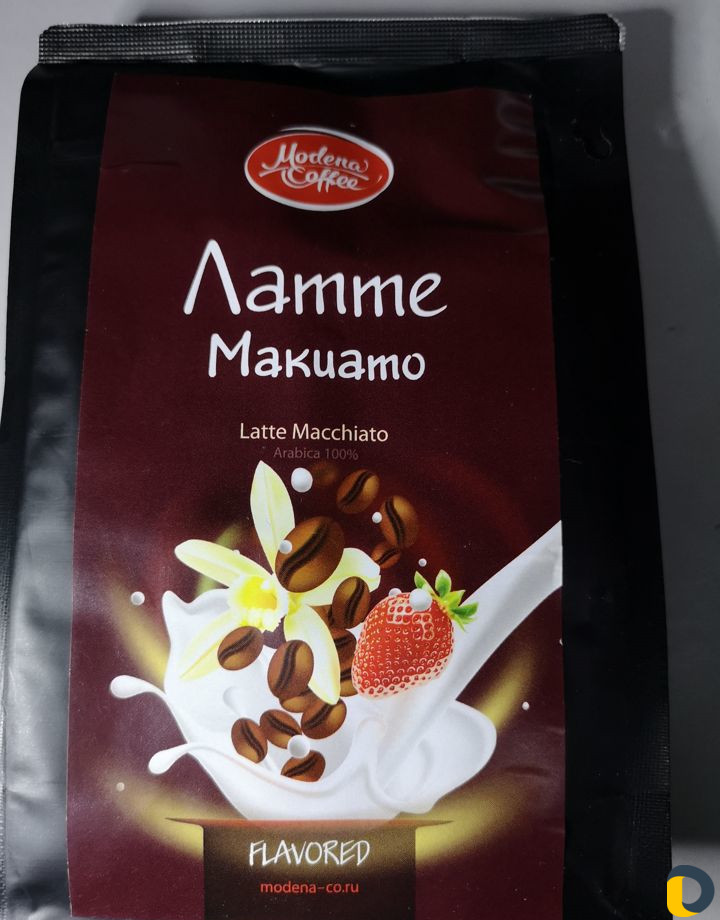 Modena
Coffee
Латте
Макиато
Latte Macchiato
Arabica 100%
FLAVORED
modena-co.ru